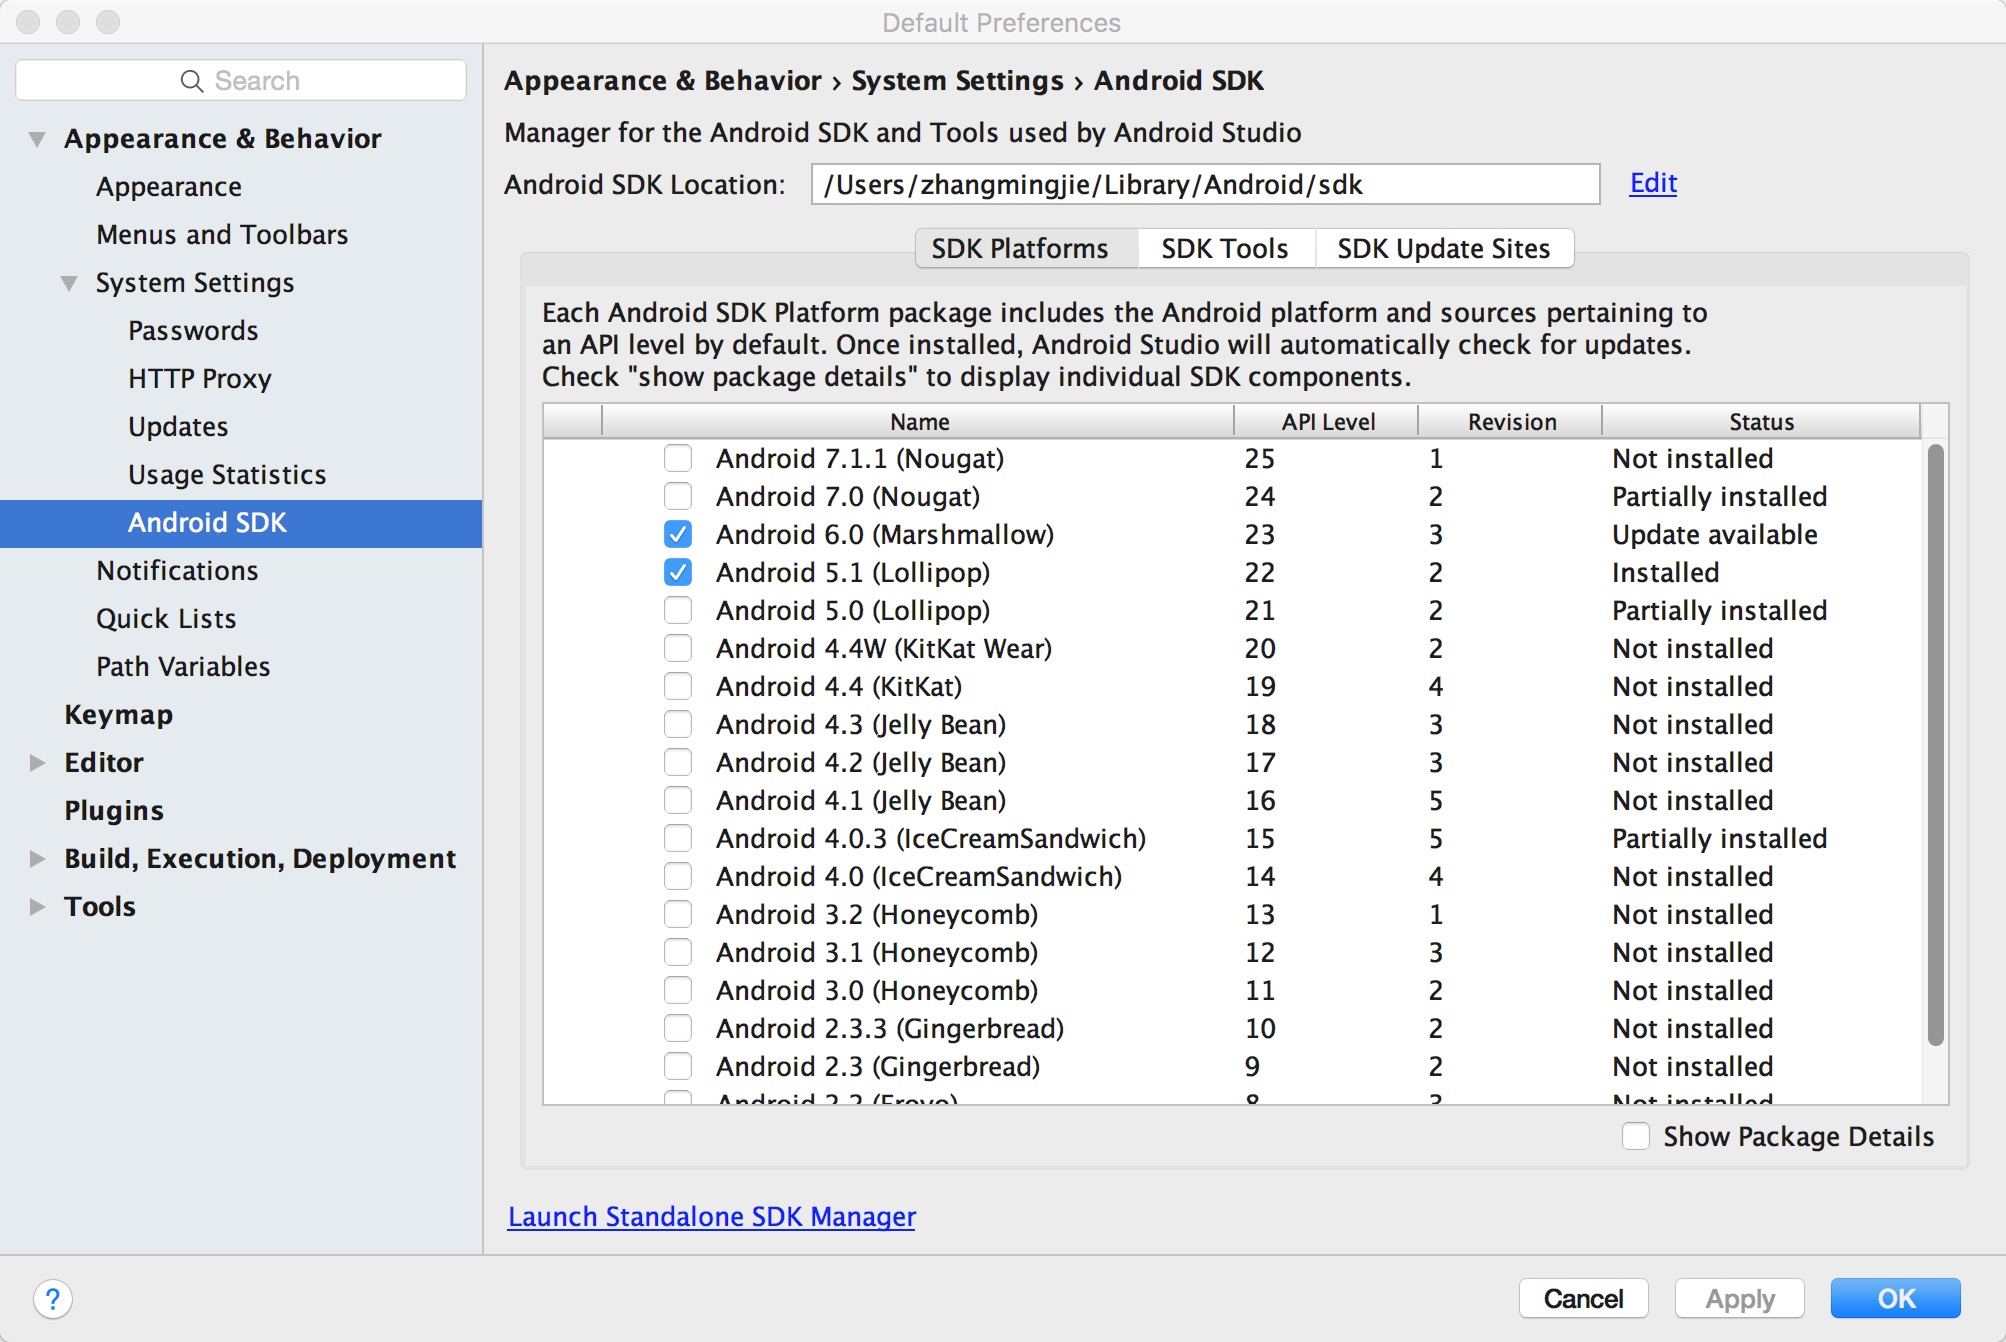 Default Preferences
Search
Appearance & Behavior
Appearance
Menus and Toolbars
System Settings
Passwords
HTTP Proxy
Updates
Usage Statistics
Android SDK
Notifications
Quick Lists
Path Variables
Keymap
Editor
Plugins
Build, Execution, Deployment
Tools
Appearance & Behavior › System Settings › Android SDK
Manager for the Android SDK and Tools used by Android Studio
Android SDK Location: /Users/zhangmingjie/Library/Android/sdk Edit
SDK Platforms SDK Tools SDK Update Sites
Each Android SDK Platform package includes the Android platform and sources pertaining to
an API level by default. Once installed, Android Studio will automatically check for updates.
Check "show package details" to display individual SDK components.
Name API Level Revision Status
Android 7.1.1 (Nougat) 25 1 Not installed
Android 7.0 (Nougat) 24 2 Partially installed
Android 6.0 (Marshmallow) 23 3 Update available
Android 5.1 (Lollipop) 22 2 Installed
Android 5.0 (Lollipop) 21 2 Partially installed
Android 4.4W (KitKat Wear) 20 2 Not installed
Android 4.4 (KitKat) 19 4 Not installed
Android 4.3 (Jelly Bean) 18 3 Not installed
Android 4.2 (Jelly Bean) 17 3 Not installed
Android 4.1 (Jelly Bean) 16 5 Not installed
Android 4.0.3 (IceCreamSandwich) 15 5 Partially installed
Android 4.0 (IceCreamSandwich) 14 4 Not installed
Android 3.2 (Honeycomb) 13 1 Not installed
Android 3.1 (Honeycomb) 12 3 Not installed
Android 3.0 (Honeycomb) 11 2 Not installed
Android 2.3.3 (Gingerbread) 10 2 Not installed
Android 2.3 (Gingerbread) 9 2 Not installed
Android 2.2 (Froyo) 8 3 Not installed
Show Package Details
Launch Standalone SDK Manager
? Cancel Apply OK